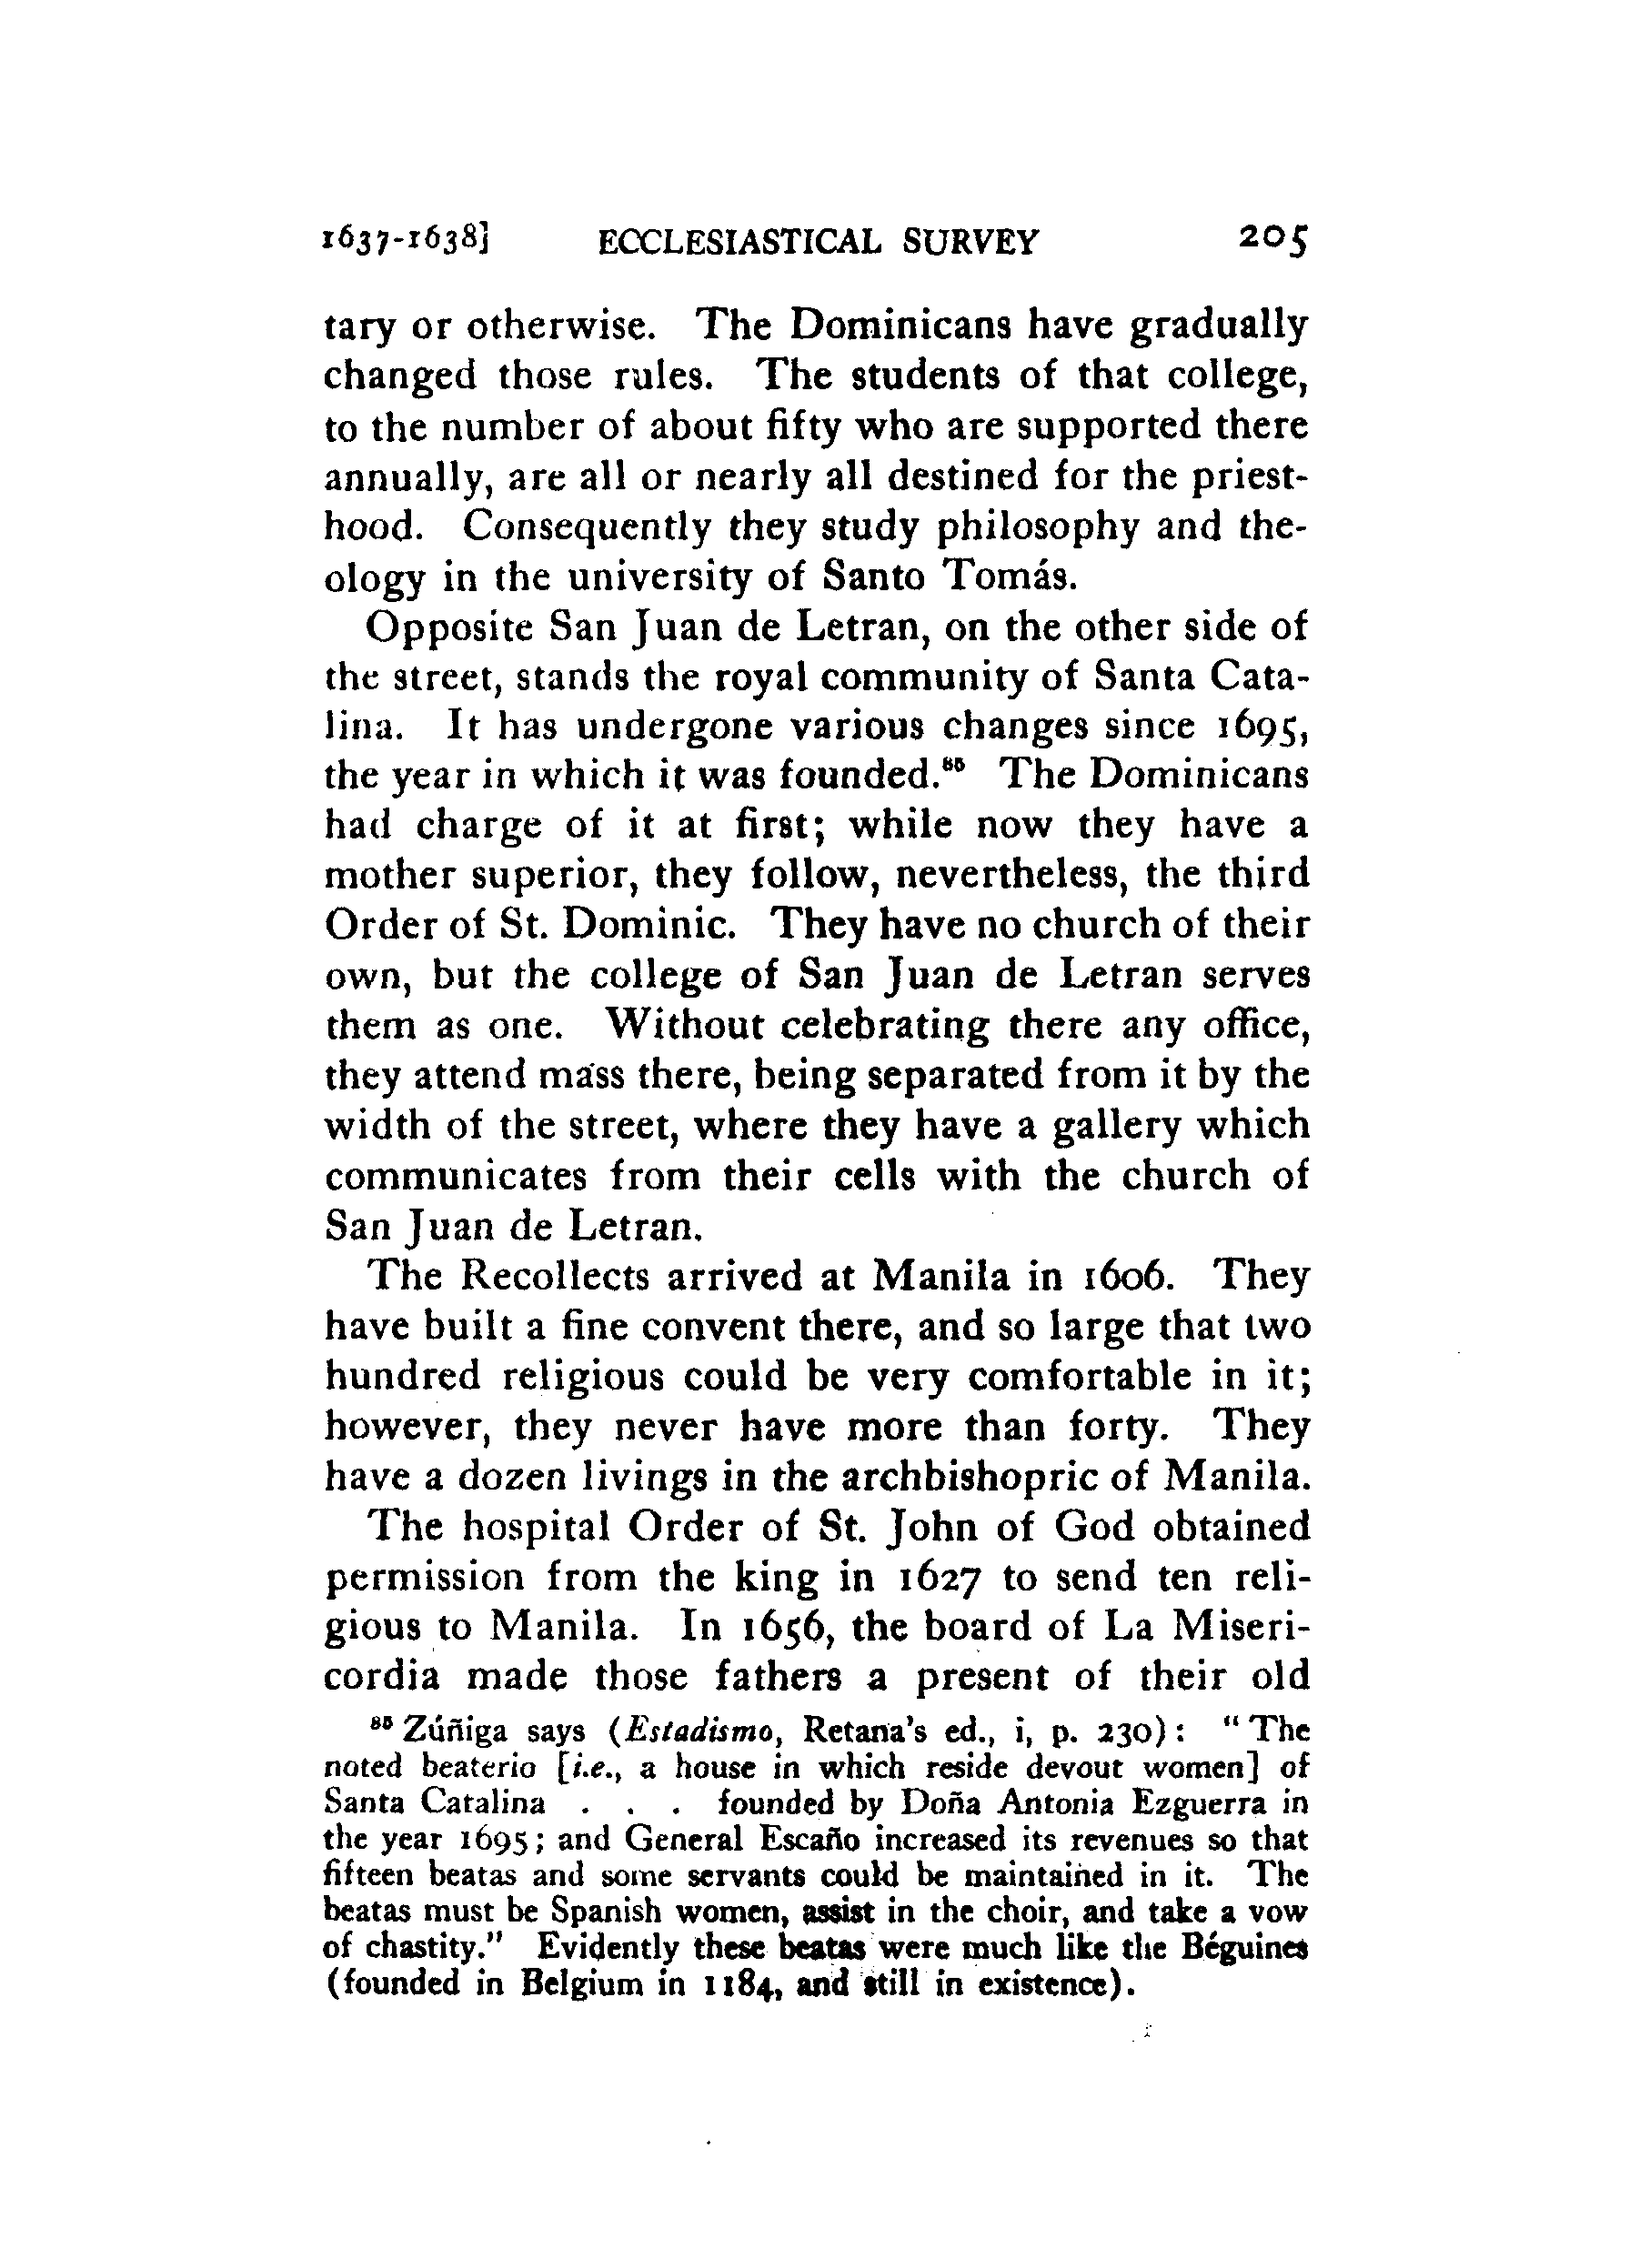 1637-1638] ECCLESIASTICAL SURVEY 205
tary or otherwise. The Dominicans have gradually
changed those rules. The students of that college,
to the number of about fifty who are supported there
annually, are all or nearly all destined for the priest-
hood. Consequently they study philosophy and the-
ology in the university of Santo Tomás.
Opposite San Juan de Letran, on the other side of
the street, stands the royal community of Santa Cata-
lina. It has undergone various changes since 1695,
the year in which it was founded.⁸⁵ The Dominicans
had charge of it at first; while now they have a
mother superior, they follow, nevertheless, the third
Order of St. Dominic. They have no church of their
own, but the college of San Juan de Letran serves
them as one. Without celebrating there any office,
they attend mass there, being separated from it by the
width of the street, where they have a gallery which
communicates from their cells with the church of
San Juan de Letran.
The Recollects arrived at Manila in 1606. They
have built a fine convent there, and so large that two
hundred religious could be very comfortable in it;
however, they never have more than forty. They
have a dozen livings in the archbishopric of Manila.
The hospital Order of St. John of God obtained
permission from the king in 1627 to send ten reli-
gious to Manila. In 1656, the board of La Miseri-
cordia made those fathers a present of their old
⁸⁵ Zúñiga says (Estadismo, Retana's ed., i, p. 230): "The
noted beaterio [i.e., a house in which reside devout women] of
Santa Catalina . . . founded by Doña Antonia Ezguerra in
the year 1695; and General Escaño increased its revenues so that
fifteen beatas and some servants could be maintained in it. The
beatas must be Spanish women, assist in the choir, and take a vow
of chastity." Evidently these beatas were much like the Béguines
(founded in Belgium in 1184, and still in existence).